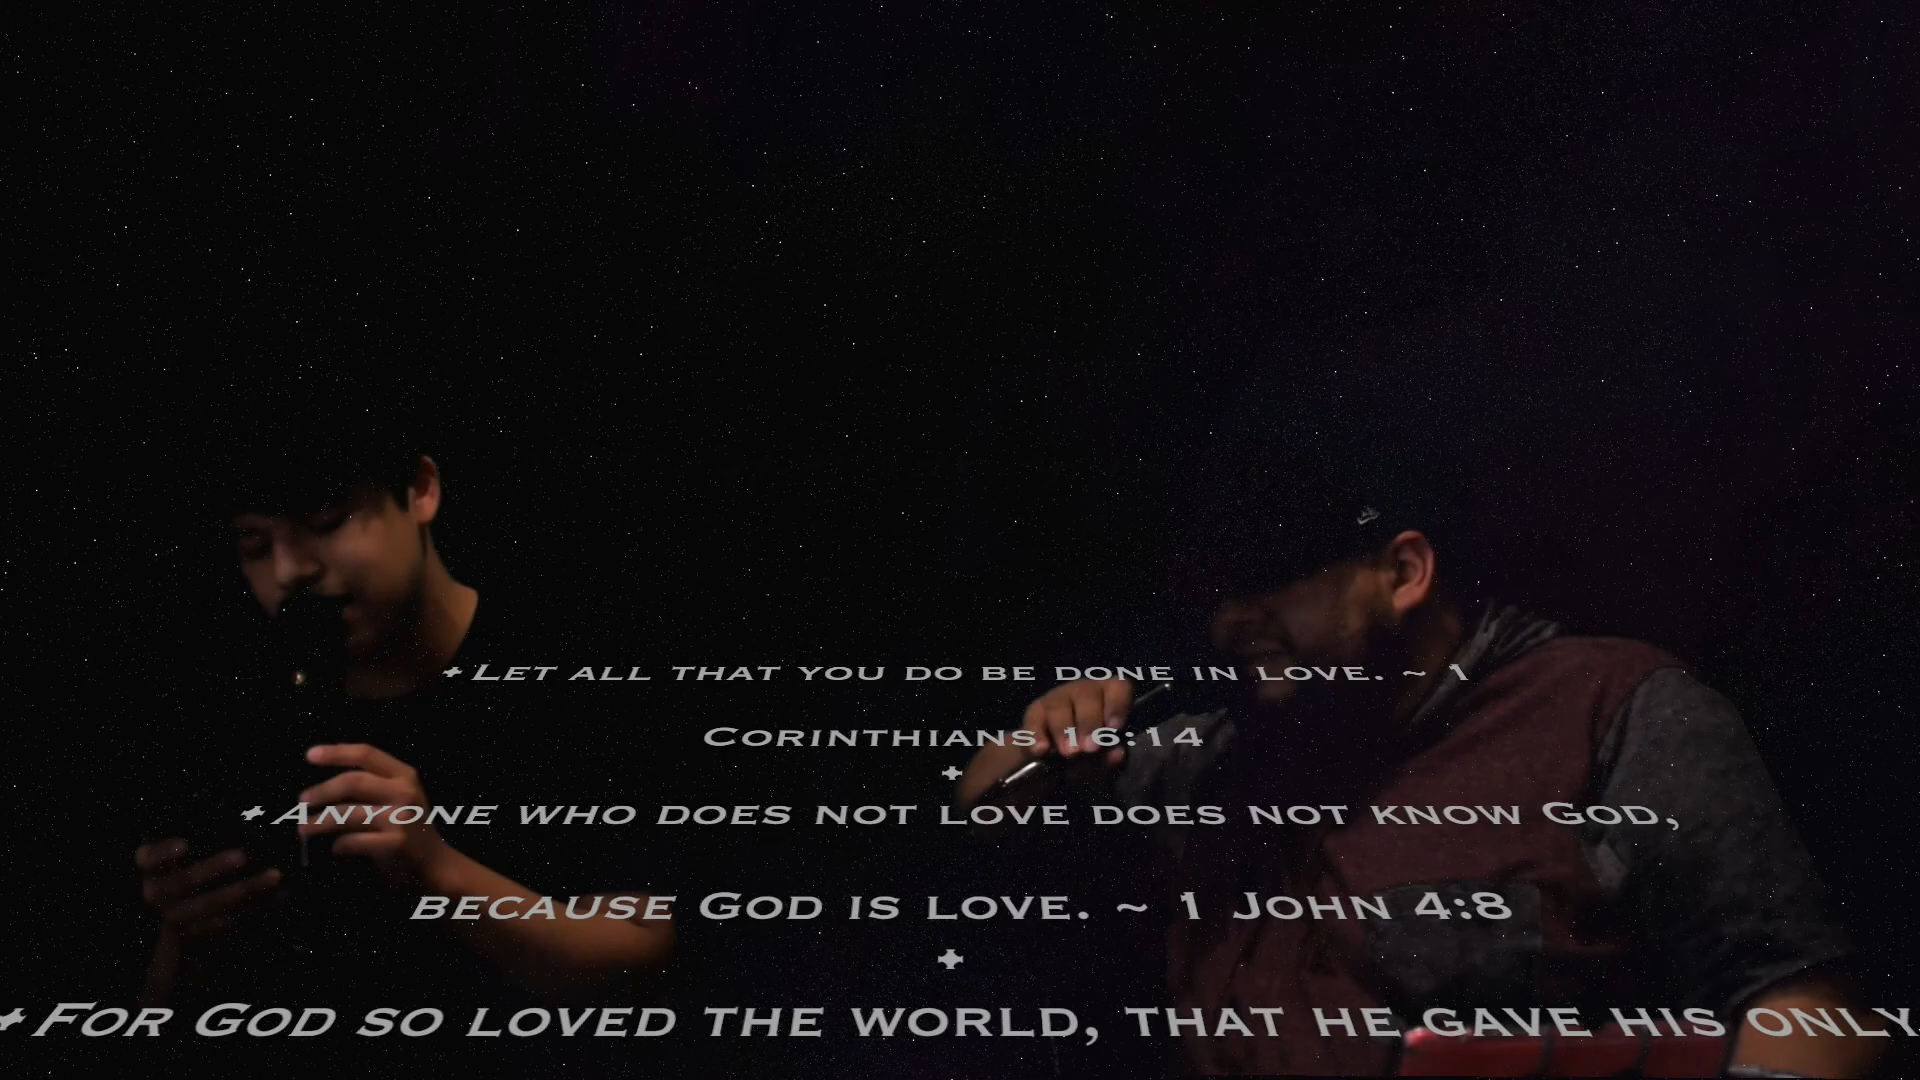 Let all that you do be done in love. ~ 1
Corinthians 16:14
Anyone who does not love does not know God,
because God is love. ~ 1 John 4:8
For God so loved the world, that he gave his only